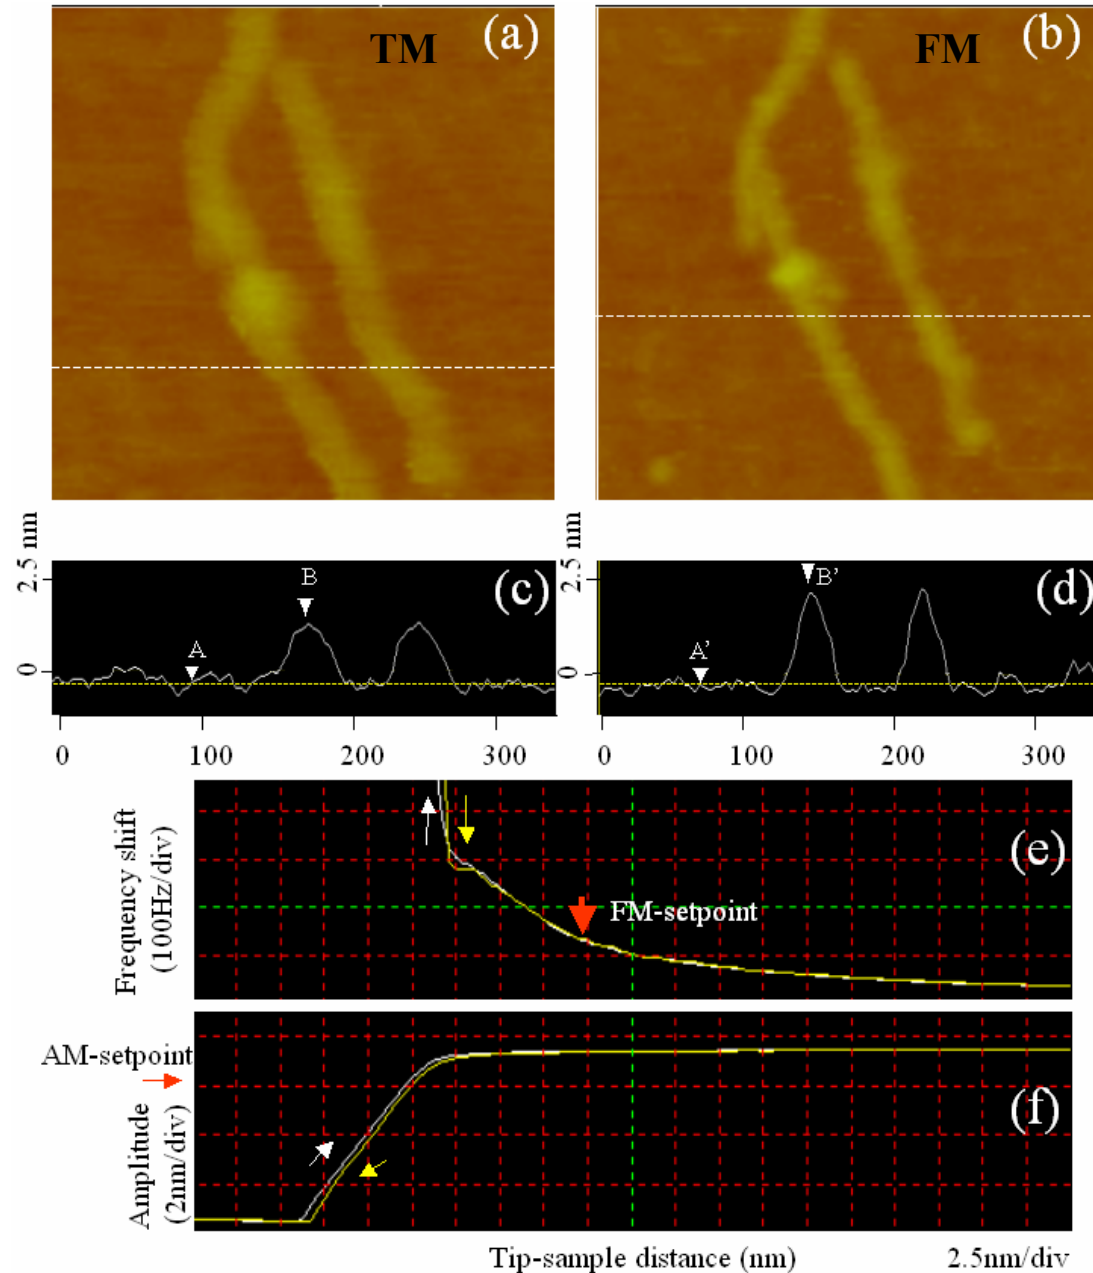 TM (a)
FM (b)
2.5 nm
0
A
B
(c)
0 100 200 300
2.5 nm
0
A'
B'
(d)
0 100 200 300
Frequency shift
(100Hz/div)
FM-setpoint
(e)
AM-setpoint
Amplitude
(2nm/div)
(f)
Tip-sample distance (nm) 2.5nm/div